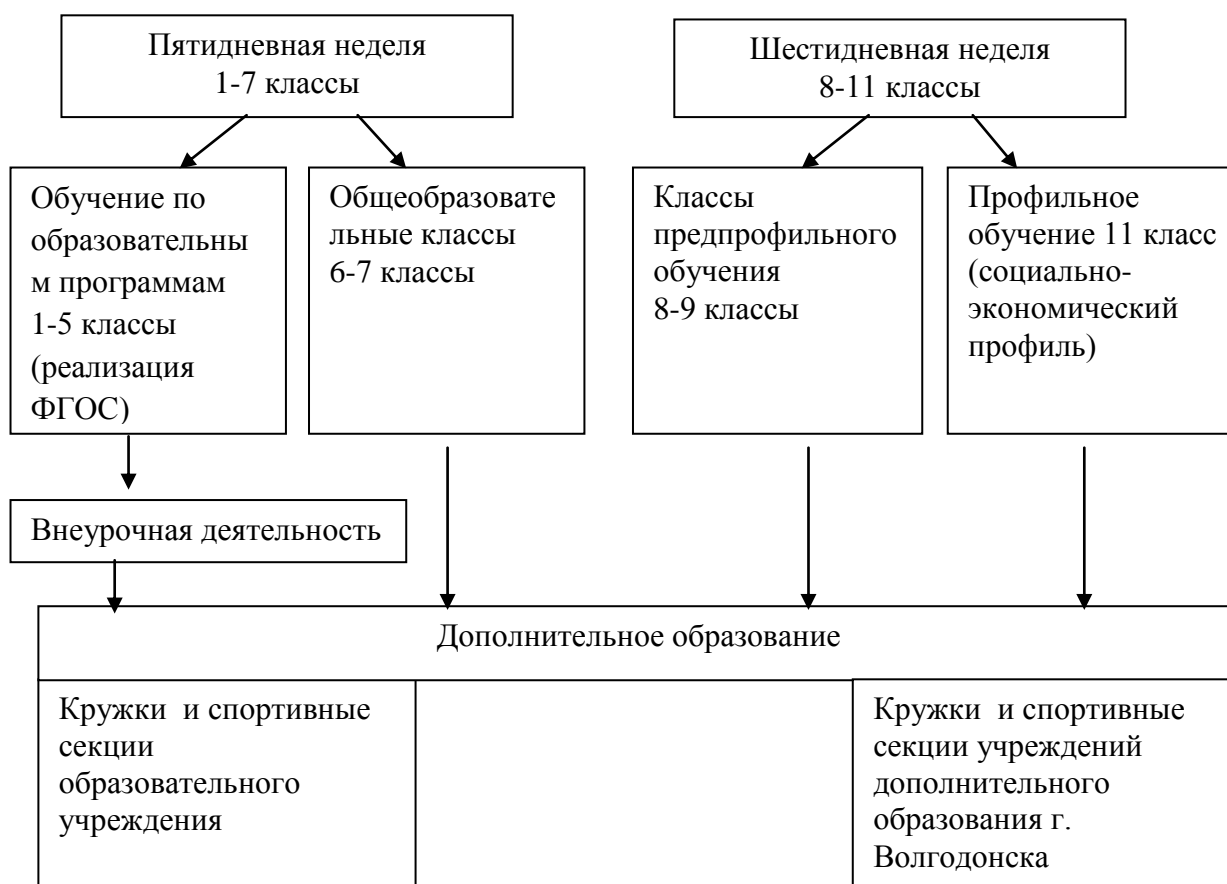 Пятидневная неделя
1-7 классы
Шестидневная неделя
8-11 классы
Обучение по
образовательны
м программам
1-5 классы
(реализация
ФГОС)
Общеобразовате
льные классы
6-7 классы
Классы
предпрофильного
обучения
8-9 классы
Профильное
обучение 11 класс
(социально-
экономический
профиль)
Внеурочная деятельность
Дополнительное образование
Кружки и спортивные
секции
образовательного
учреждения
Кружки и спортивные
секции учреждений
дополнительного
образования г.
Волгодонска